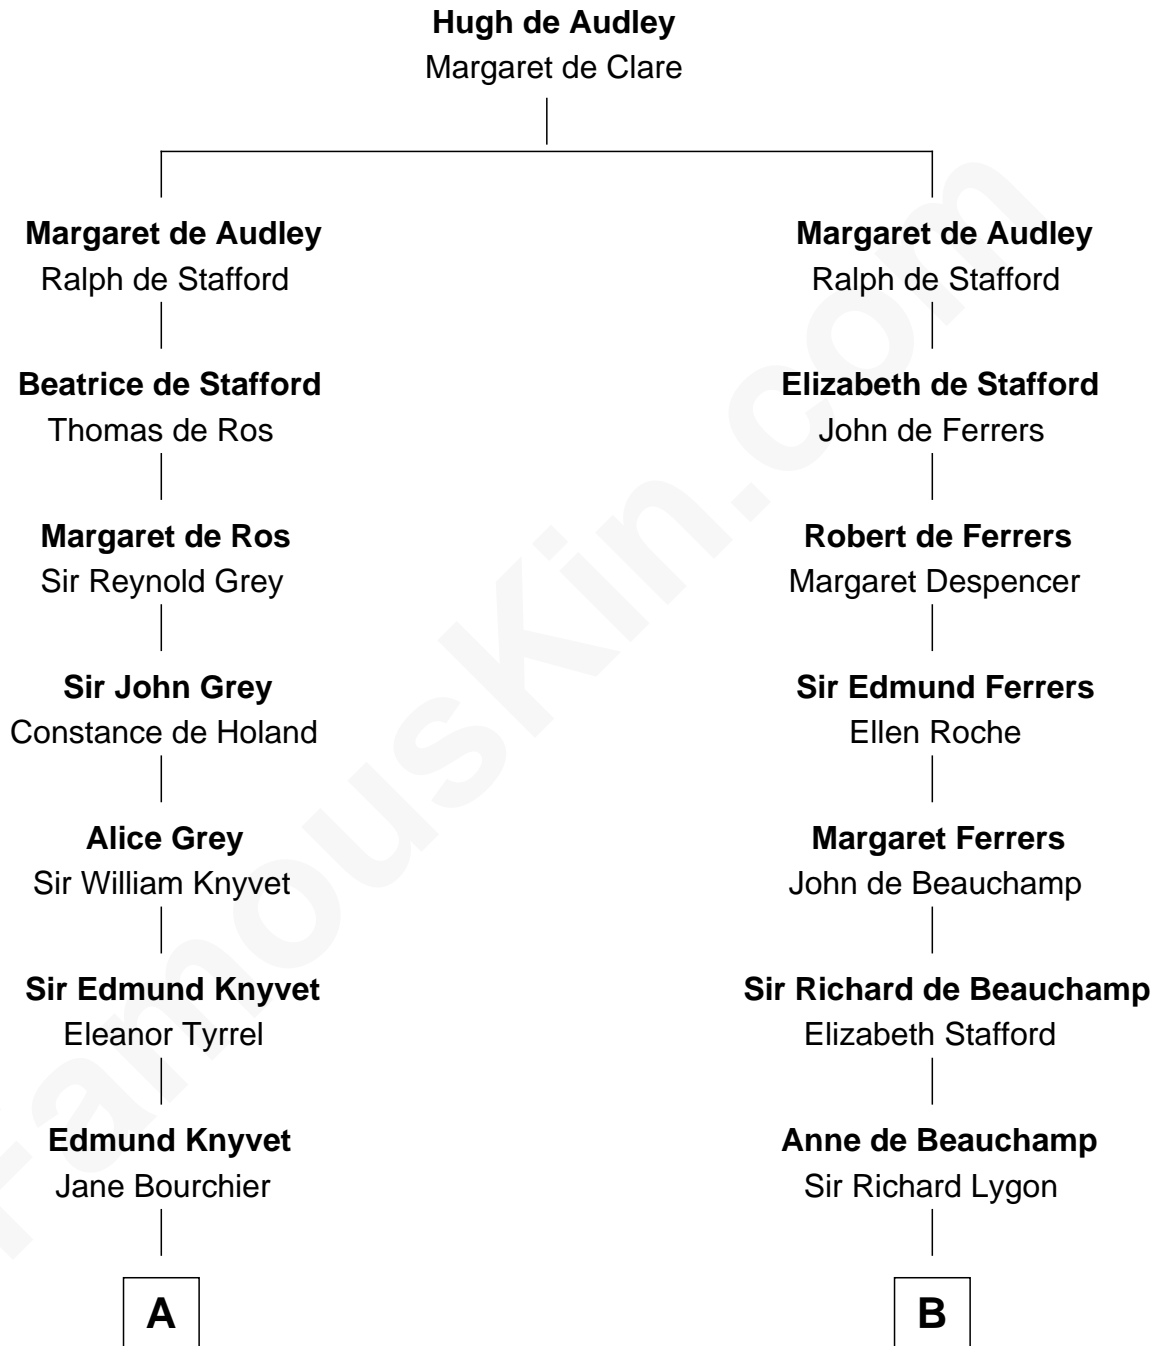 Hugh de Audley
Margaret de Clare
Margaret de Audley
Ralph de Stafford
Margaret de Audley
Ralph de Stafford
Beatrice de Stafford
Thomas de Ros
Elizabeth de Stafford
John de Ferrers
Margaret de Ros
Sir Reynold Grey
Robert de Ferrers
Margaret Despencer
Sir John Grey
Constance de Holand
Sir Edmund Ferrers
Ellen Roche
Alice Grey
Sir William Knyvet
Margaret Ferrers
John de Beauchamp
Sir Edmund Knyvet
Eleanor Tyrrel
Sir Richard de Beauchamp
Elizabeth Stafford
Edmund Knyvet
Jane Bourchier
Anne de Beauchamp
Sir Richard Lygon
A
B
FamousKin.com